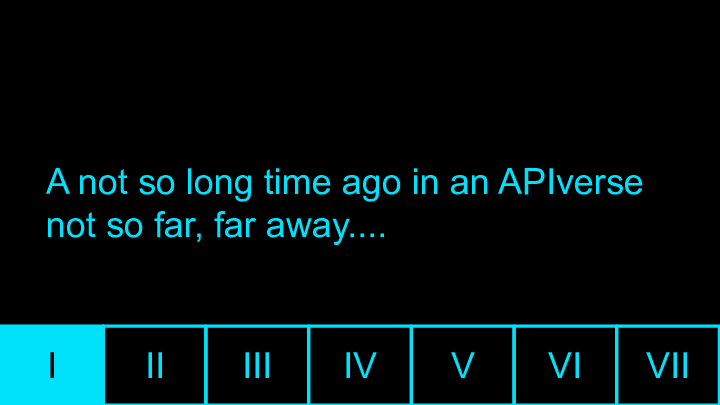 A not so long time ago in an APIverse
not so far, far away....
I II III IV V VI VII